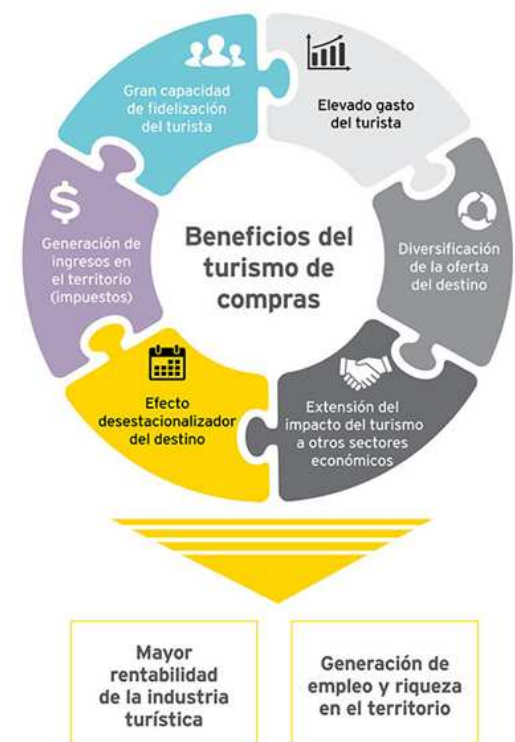 Gran capacidad
de fidelización
del turista
Elevado gasto
del turista
$
Generación de
ingresos en
el territorio
(impuestos)
Beneficios del
turismo de
compras
Diversificación
de la oferta
del destino
Efecto
desestacionalizador
del destino
Extensión del
impacto del turismo
a otros sectores
económicos
Mayor
rentabilidad
de la industria
turística
Generación de
empleo y riqueza
en el territorio